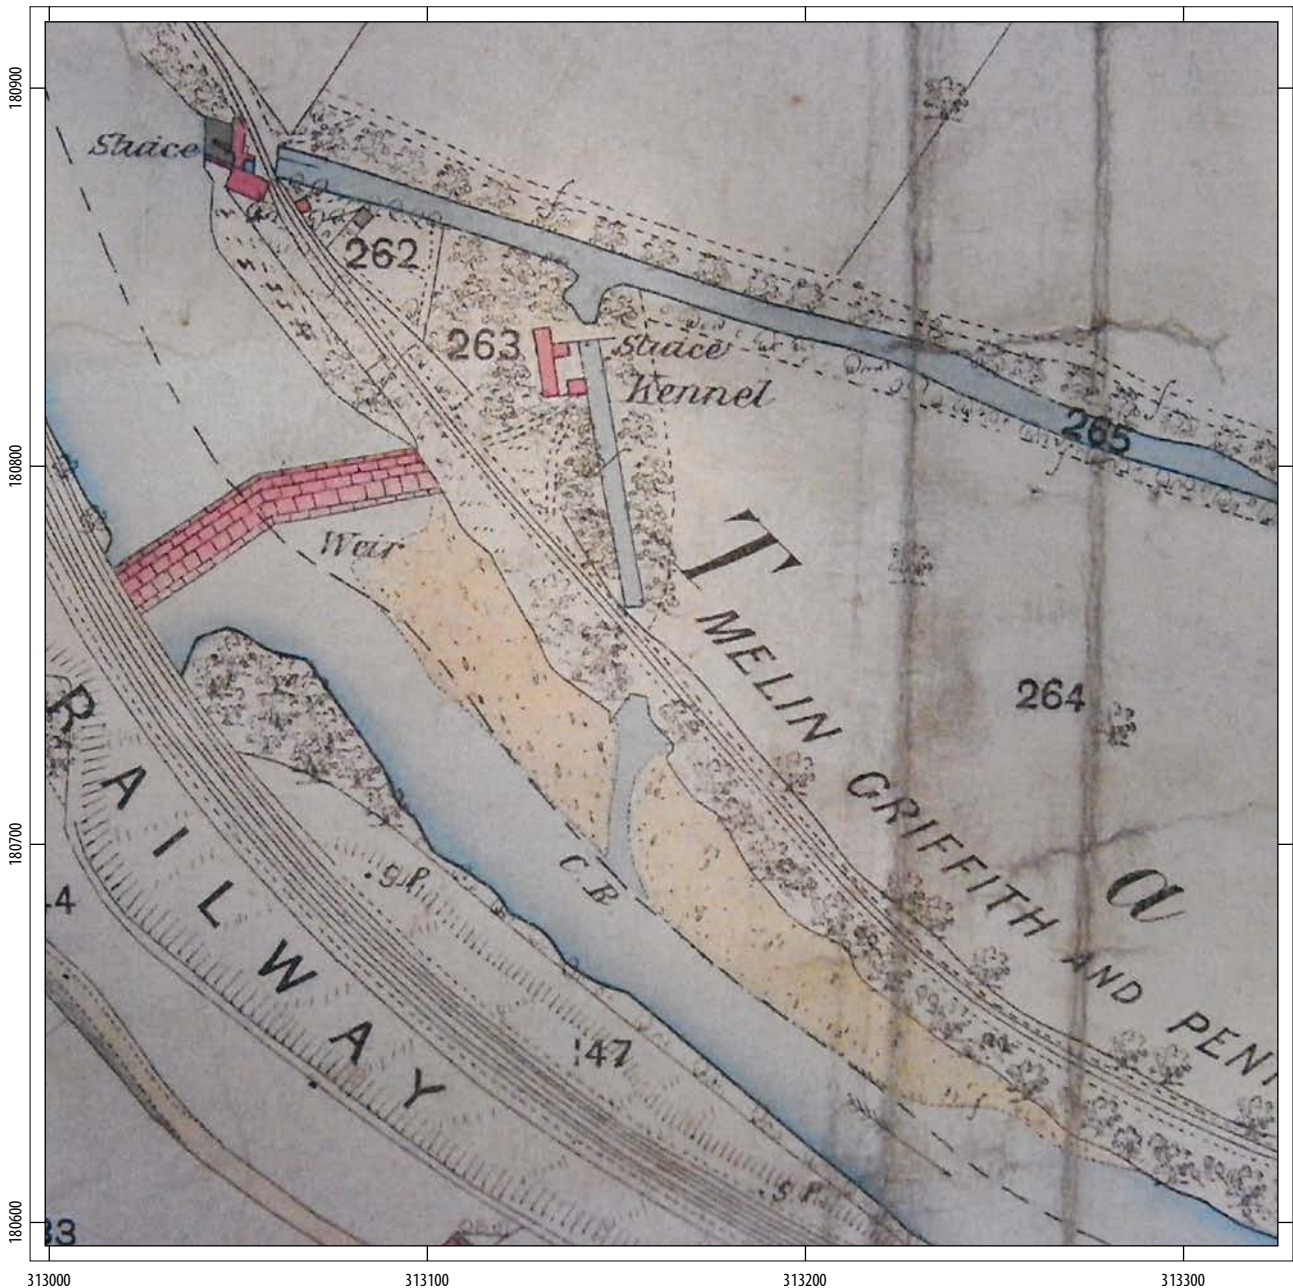 180900
180800
180700
180600
Sluice
262
263
Sluice
Kennel
265
Weir
T
MELIN GRIFFITH AND PENT
264
RAILWAY
C. B.
a
g.P.
147
S.P.
33
313000
313100
313200
313300